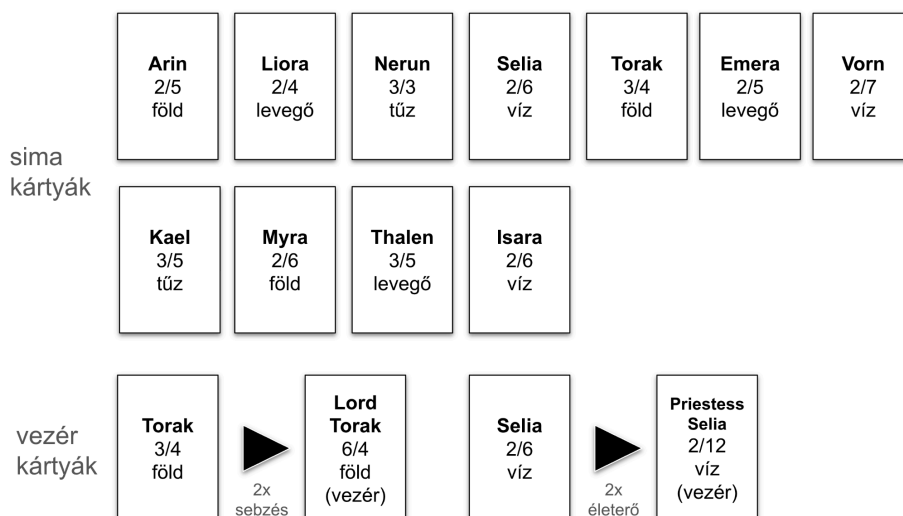 sima
kártyák
Arin
2/5
föld
Liora
2/4
levegő
Nerun
3/3
tűz
Selia
2/6
víz
Torak
3/4
föld
Emera
2/5
levegő
Vorn
2/7
víz
Kael
3/5
tűz
Myra
2/6
föld
Thalen
3/5
levegő
Isara
2/6
víz
vezér
kártyák
Torak
3/4
föld
2x
sebzés
Lord
Torak
6/4
föld
(vezér)
Selia
2/6
víz
2x
életerő
Priestess
Selia
2/12
víz
(vezér)